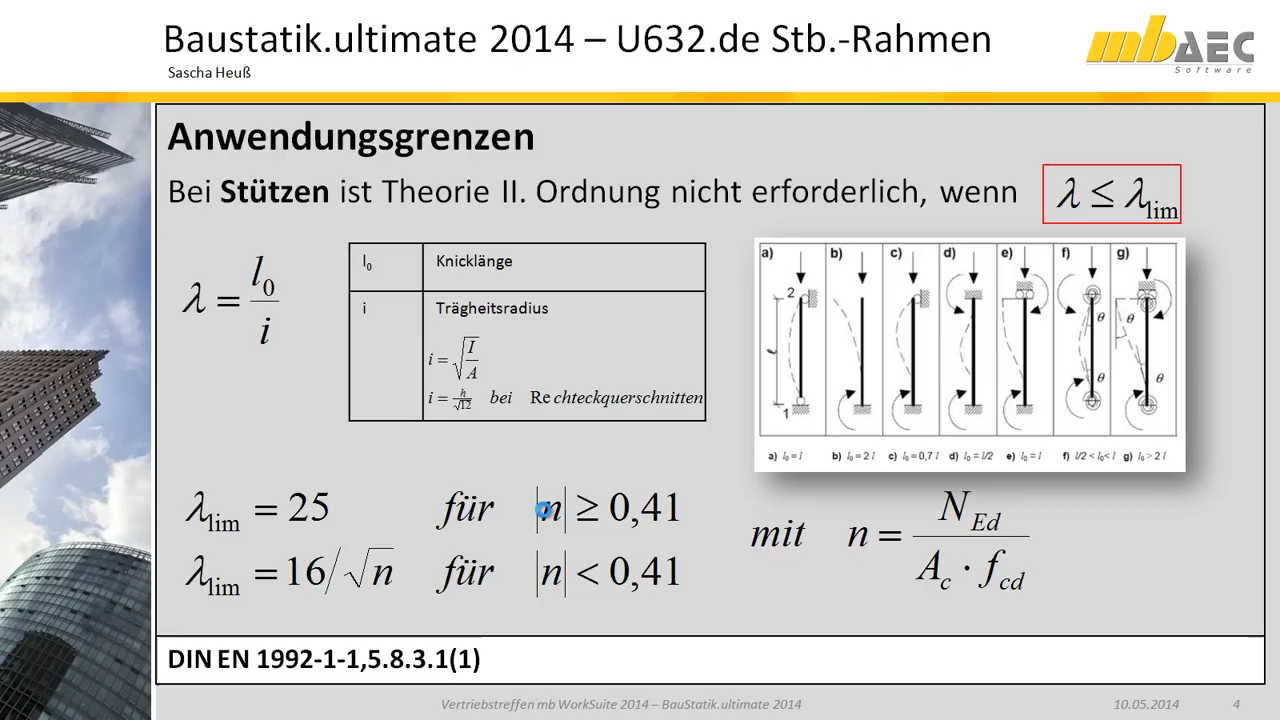 Baustatik.ultimate 2014 – U632.de Stb.-Rahmen
Sascha Heuß
mb AEC
Software
Anwendungsgrenzen
Bei Stützen ist Theorie II. Ordnung nicht erforderlich, wenn λ ≤ λlim
λ = l0 / i
l0 Knicklänge
i Trägheitsradius
i = √(I/A)
i = h/√12 bei Rechteckquerschnitten
a) b) c) d) e) f) g)
2
θ θ
ℓ
θ θ
1
a) l0 = l b) l0 = 2 l c) l0 = 0,7 l d) l0 = l/2 e) l0 = l f) l/2 < l0 < l g) l0 > 2 l
λlim = 25 für |n| ≥ 0,41
λlim = 16/√n für |n| < 0,41
mit n = NEd / (Ac · fcd)
DIN EN 1992-1-1,5.8.3.1(1)
Vertriebstreffen mb WorkSuite 2014 – BauStatik.ultimate 2014 10.05.2014 4